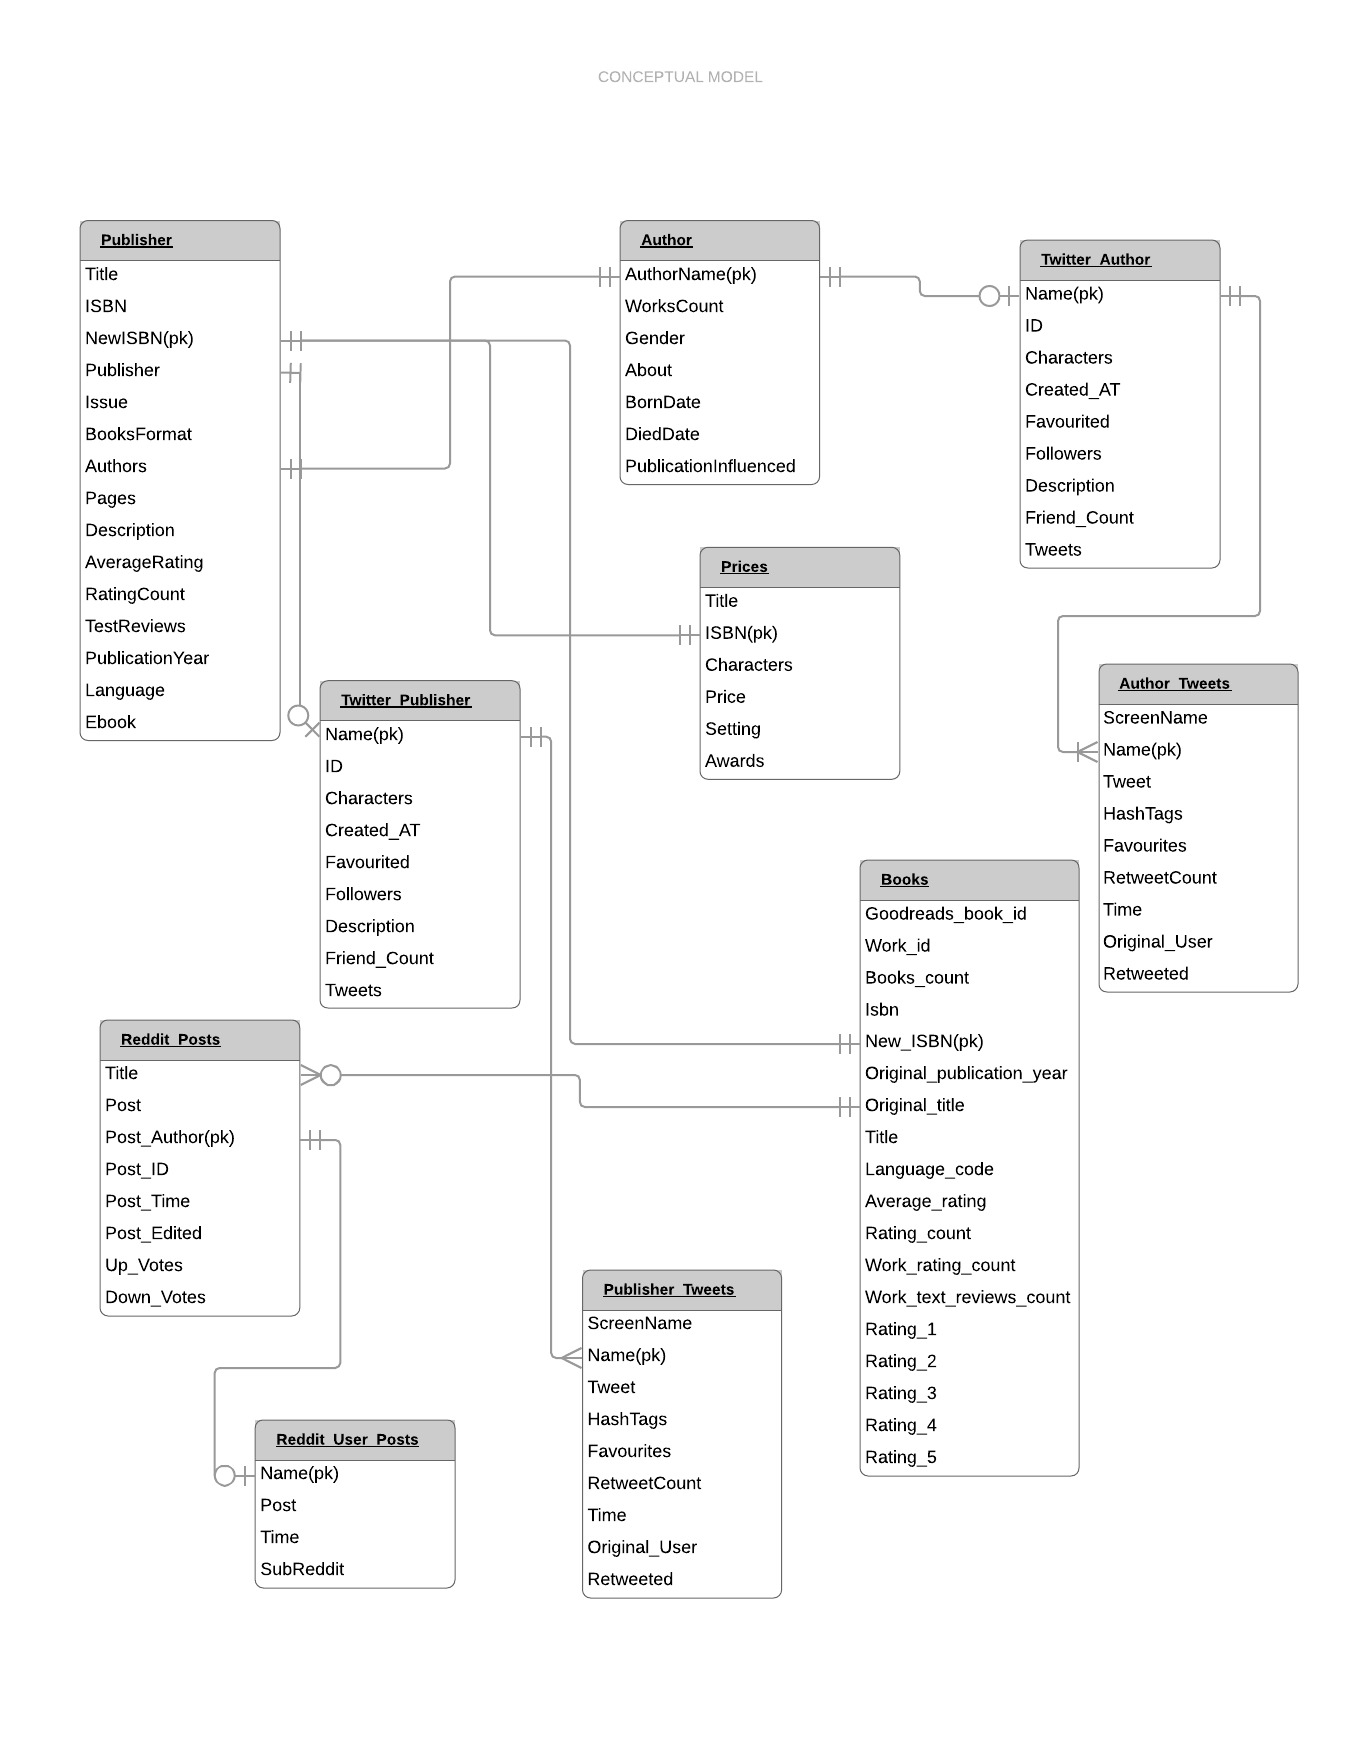 CONCEPTUAL MODEL
Publisher
Title
ISBN
NewISBN(pk)
Publisher
Issue
BooksFormat
Authors
Pages
Description
AverageRating
RatingCount
TestReviews
PublicationYear
Language
Ebook
Author
AuthorName(pk)
WorksCount
Gender
About
BornDate
DiedDate
PublicationInfluenced
Twitter_Author
Name(pk)
ID
Characters
Created_AT
Favourited
Followers
Description
Friend_Count
Tweets
Prices
Title
ISBN(pk)
Characters
Price
Setting
Awards
Twitter_Publisher
Name(pk)
ID
Characters
Created_AT
Favourited
Followers
Description
Friend_Count
Tweets
Author_Tweets
ScreenName
Name(pk)
Tweet
HashTags
Favourites
RetweetCount
Time
Original_User
Retweeted
Books
Goodreads_book_id
Work_id
Books_count
Isbn
New_ISBN(pk)
Original_publication_year
Original_title
Title
Language_code
Average_rating
Rating_count
Work_rating_count
Work_text_reviews_count
Rating_1
Rating_2
Rating_3
Rating_4
Rating_5
Reddit_Posts
Title
Post
Post_Author(pk)
Post_ID
Post_Time
Post_Edited
Up_Votes
Down_Votes
Publisher_Tweets
ScreenName
Name(pk)
Tweet
HashTags
Favourites
RetweetCount
Time
Original_User
Retweeted
Reddit_User_Posts
Name(pk)
Post
Time
SubReddit